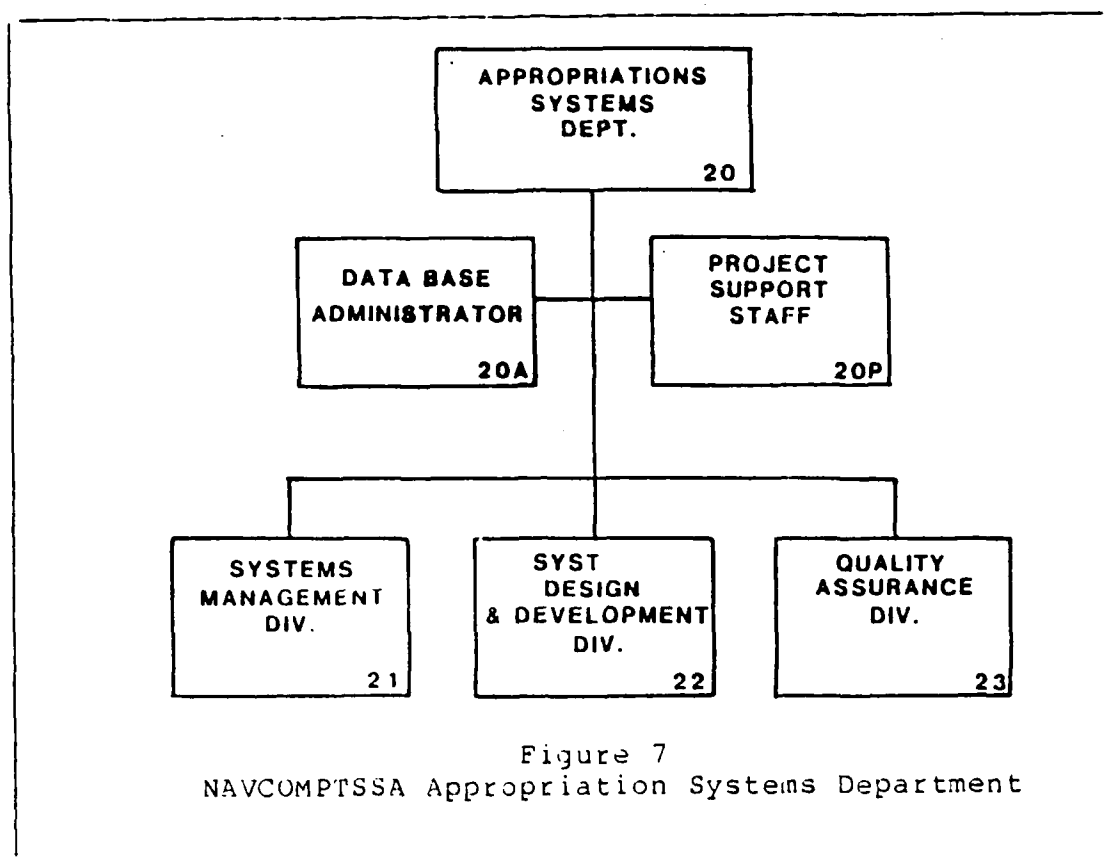 APPROPRIATIONS
SYSTEMS
DEPT.
20
DATA BASE
ADMINISTRATOR
20A
PROJECT
SUPPORT
STAFF
20P
SYSTEMS
MANAGEMENT
DIV.
21
SYST
DESIGN
& DEVELOPMENT
DIV.
22
QUALITY
ASSURANCE
DIV.
23
Figure 7
NAVCOMPTSSA Appropriation Systems Department